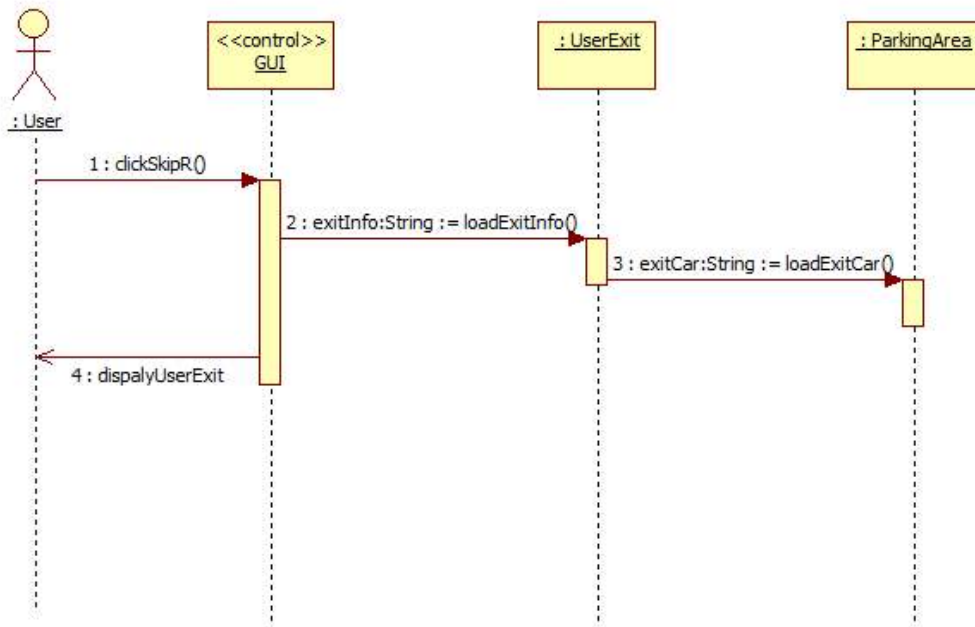 <<control>>
GUI
: UserExit
: ParkingArea
: User
1 : clickSkipR()
2 : exitInfo:String := loadExitInfo()
3 : exitCar:String := loadExitCar()
4 : dispalyUserExit